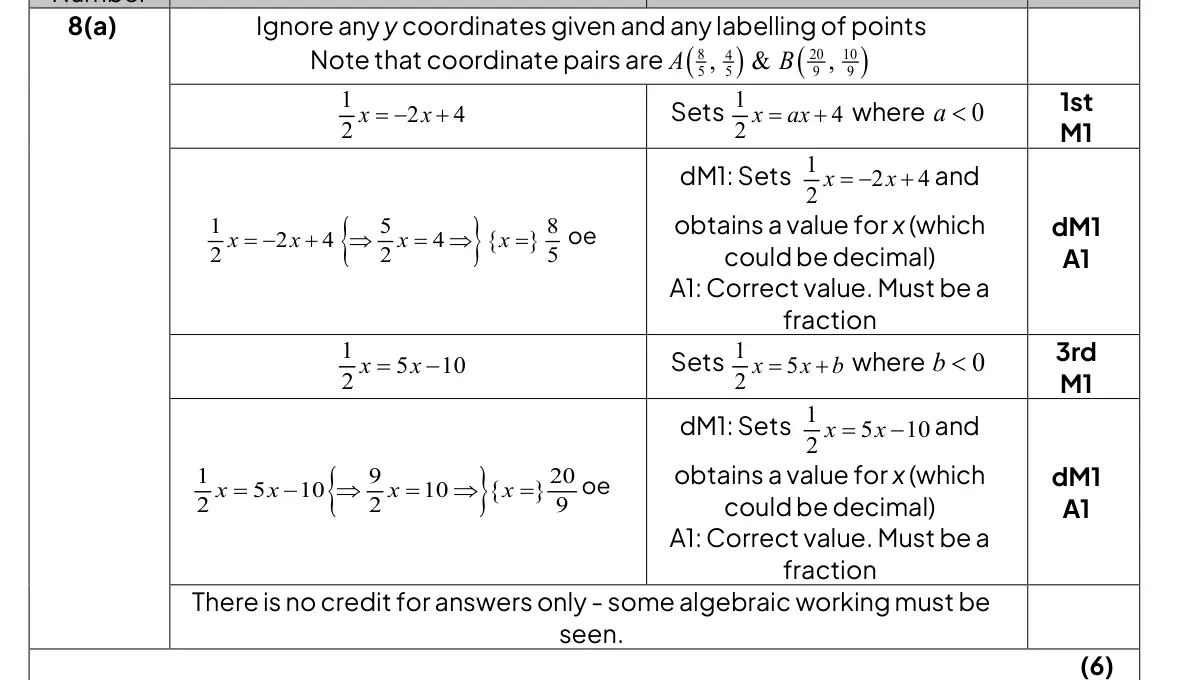 Number
8(a)
Ignore any y coordinates given and any labelling of points
Note that coordinate pairs are A(8/5, 4/5) & B(20/9, 10/9)
1/2 x = −2x + 4
Sets 1/2 x = ax + 4 where a < 0
1st
M1
1/2 x = −2x + 4 {⇒ 5/2 x = 4 ⇒} {x =} 8/5 oe
dM1: Sets 1/2 x = −2x + 4 and
obtains a value for x (which
could be decimal)
A1: Correct value. Must be a
fraction
dM1
A1
1/2 x = 5x − 10
Sets 1/2 x = 5x + b where b < 0
3rd
M1
1/2 x = 5x − 10 {⇒ 9/2 x = 10 ⇒} {x =} 20/9 oe
dM1: Sets 1/2 x = 5x − 10 and
obtains a value for x (which
could be decimal)
A1: Correct value. Must be a
fraction
dM1
A1
There is no credit for answers only - some algebraic working must be
seen.
(6)